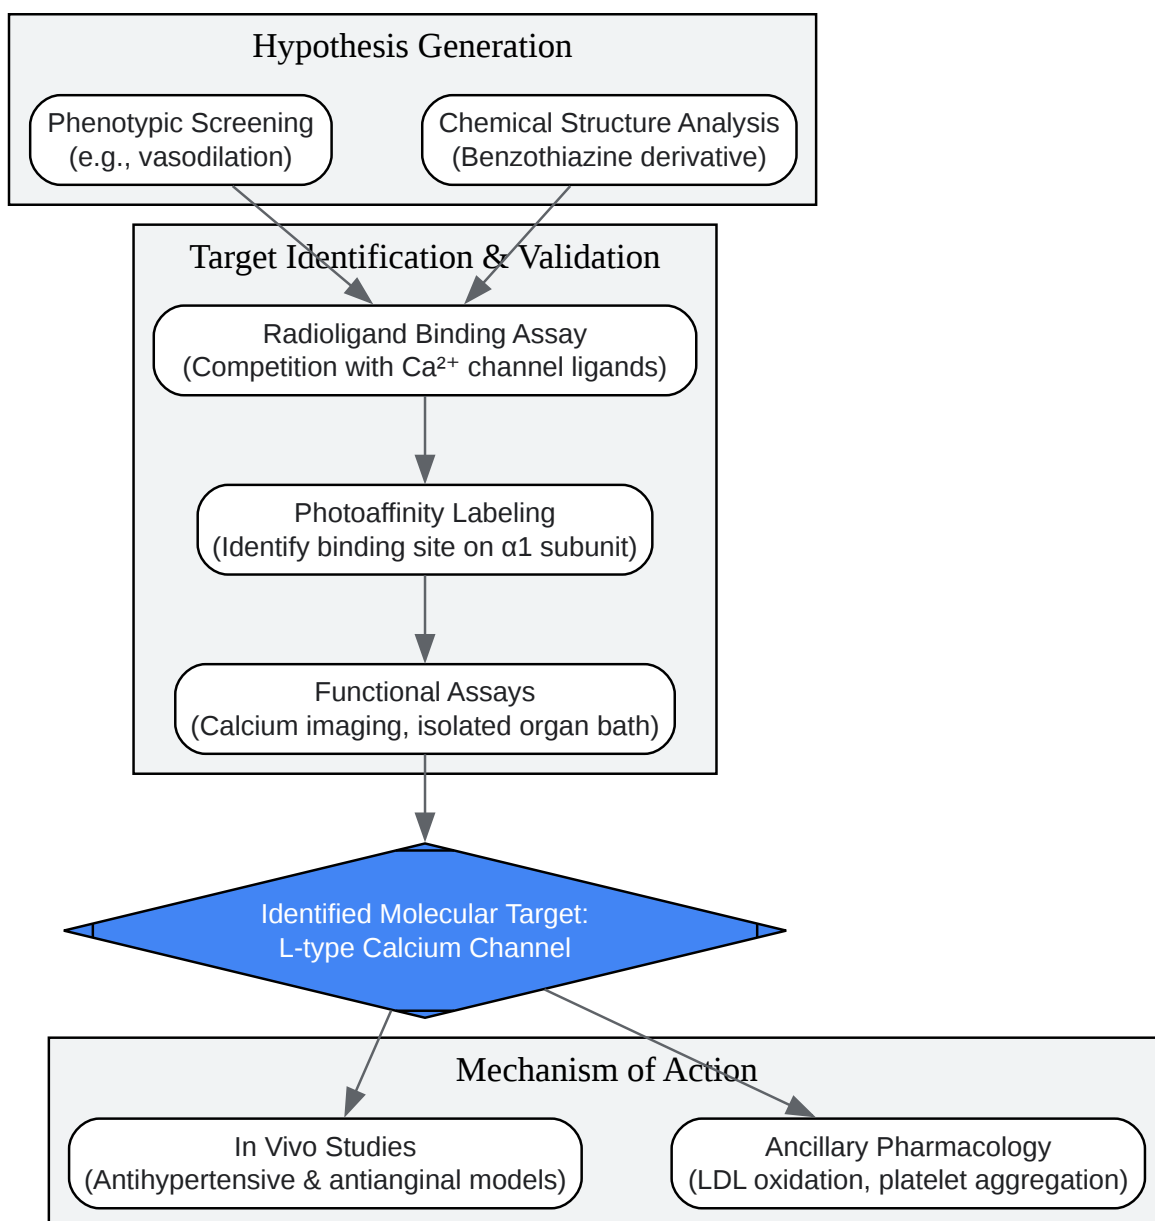 Hypothesis Generation
Phenotypic Screening
(e.g., vasodilation)
Chemical Structure Analysis
(Benzothiazine derivative)
Target Identification & Validation
Radioligand Binding Assay
(Competition with Ca²⁺ channel ligands)
Photoaffinity Labeling
(Identify binding site on α1 subunit)
Functional Assays
(Calcium imaging, isolated organ bath)
Identified Molecular Target:
L-type Calcium Channel
Mechanism of Action
In Vivo Studies
(Antihypertensive & antianginal models)
Ancillary Pharmacology
(LDL oxidation, platelet aggregation)